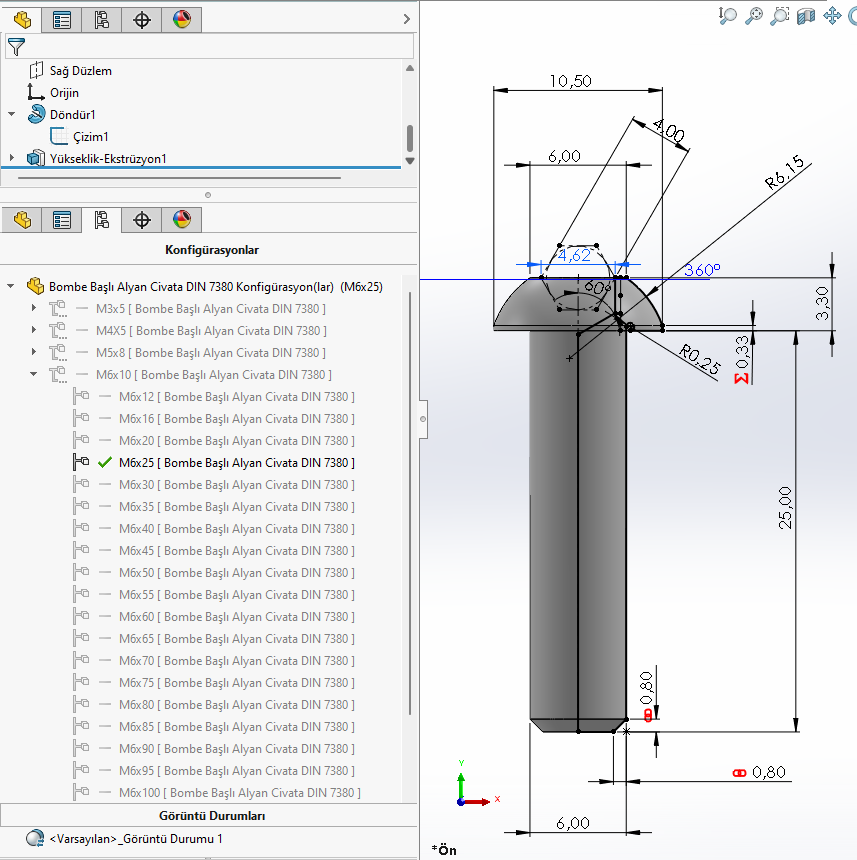 Sağ Düzlem
Orijin
Döndür1
Çizim1
Yükseklik-Ekstrüzyon1
Konfigürasyonlar
Bombe Başlı Alyan Civata DIN 7380 Konfigürasyon(lar) (M6x25)
M3x5 [ Bombe Başlı Alyan Civata DIN 7380 ]
M4X5 [ Bombe Başlı Alyan Civata DIN 7380 ]
M5x8 [ Bombe Başlı Alyan Civata DIN 7380 ]
M6x10 [ Bombe Başlı Alyan Civata DIN 7380 ]
M6x12 [ Bombe Başlı Alyan Civata DIN 7380 ]
M6x16 [ Bombe Başlı Alyan Civata DIN 7380 ]
M6x20 [ Bombe Başlı Alyan Civata DIN 7380 ]
M6x25 [ Bombe Başlı Alyan Civata DIN 7380 ]
M6x30 [ Bombe Başlı Alyan Civata DIN 7380 ]
M6x35 [ Bombe Başlı Alyan Civata DIN 7380 ]
M6x40 [ Bombe Başlı Alyan Civata DIN 7380 ]
M6x45 [ Bombe Başlı Alyan Civata DIN 7380 ]
M6x50 [ Bombe Başlı Alyan Civata DIN 7380 ]
M6x55 [ Bombe Başlı Alyan Civata DIN 7380 ]
M6x60 [ Bombe Başlı Alyan Civata DIN 7380 ]
M6x65 [ Bombe Başlı Alyan Civata DIN 7380 ]
M6x70 [ Bombe Başlı Alyan Civata DIN 7380 ]
M6x75 [ Bombe Başlı Alyan Civata DIN 7380 ]
M6x80 [ Bombe Başlı Alyan Civata DIN 7380 ]
M6x85 [ Bombe Başlı Alyan Civata DIN 7380 ]
M6x90 [ Bombe Başlı Alyan Civata DIN 7380 ]
M6x95 [ Bombe Başlı Alyan Civata DIN 7380 ]
M6x100 [ Bombe Başlı Alyan Civata DIN 7380 ]
Görüntü Durumları
<Varsayılan>_Görüntü Durumu 1
10,50
4,00
6,00
R6,15
4,62
360°
60°
3,30
R0,25
Σ 0,33
25,00
0,80
0,80
6,00
Y
X
*Ön